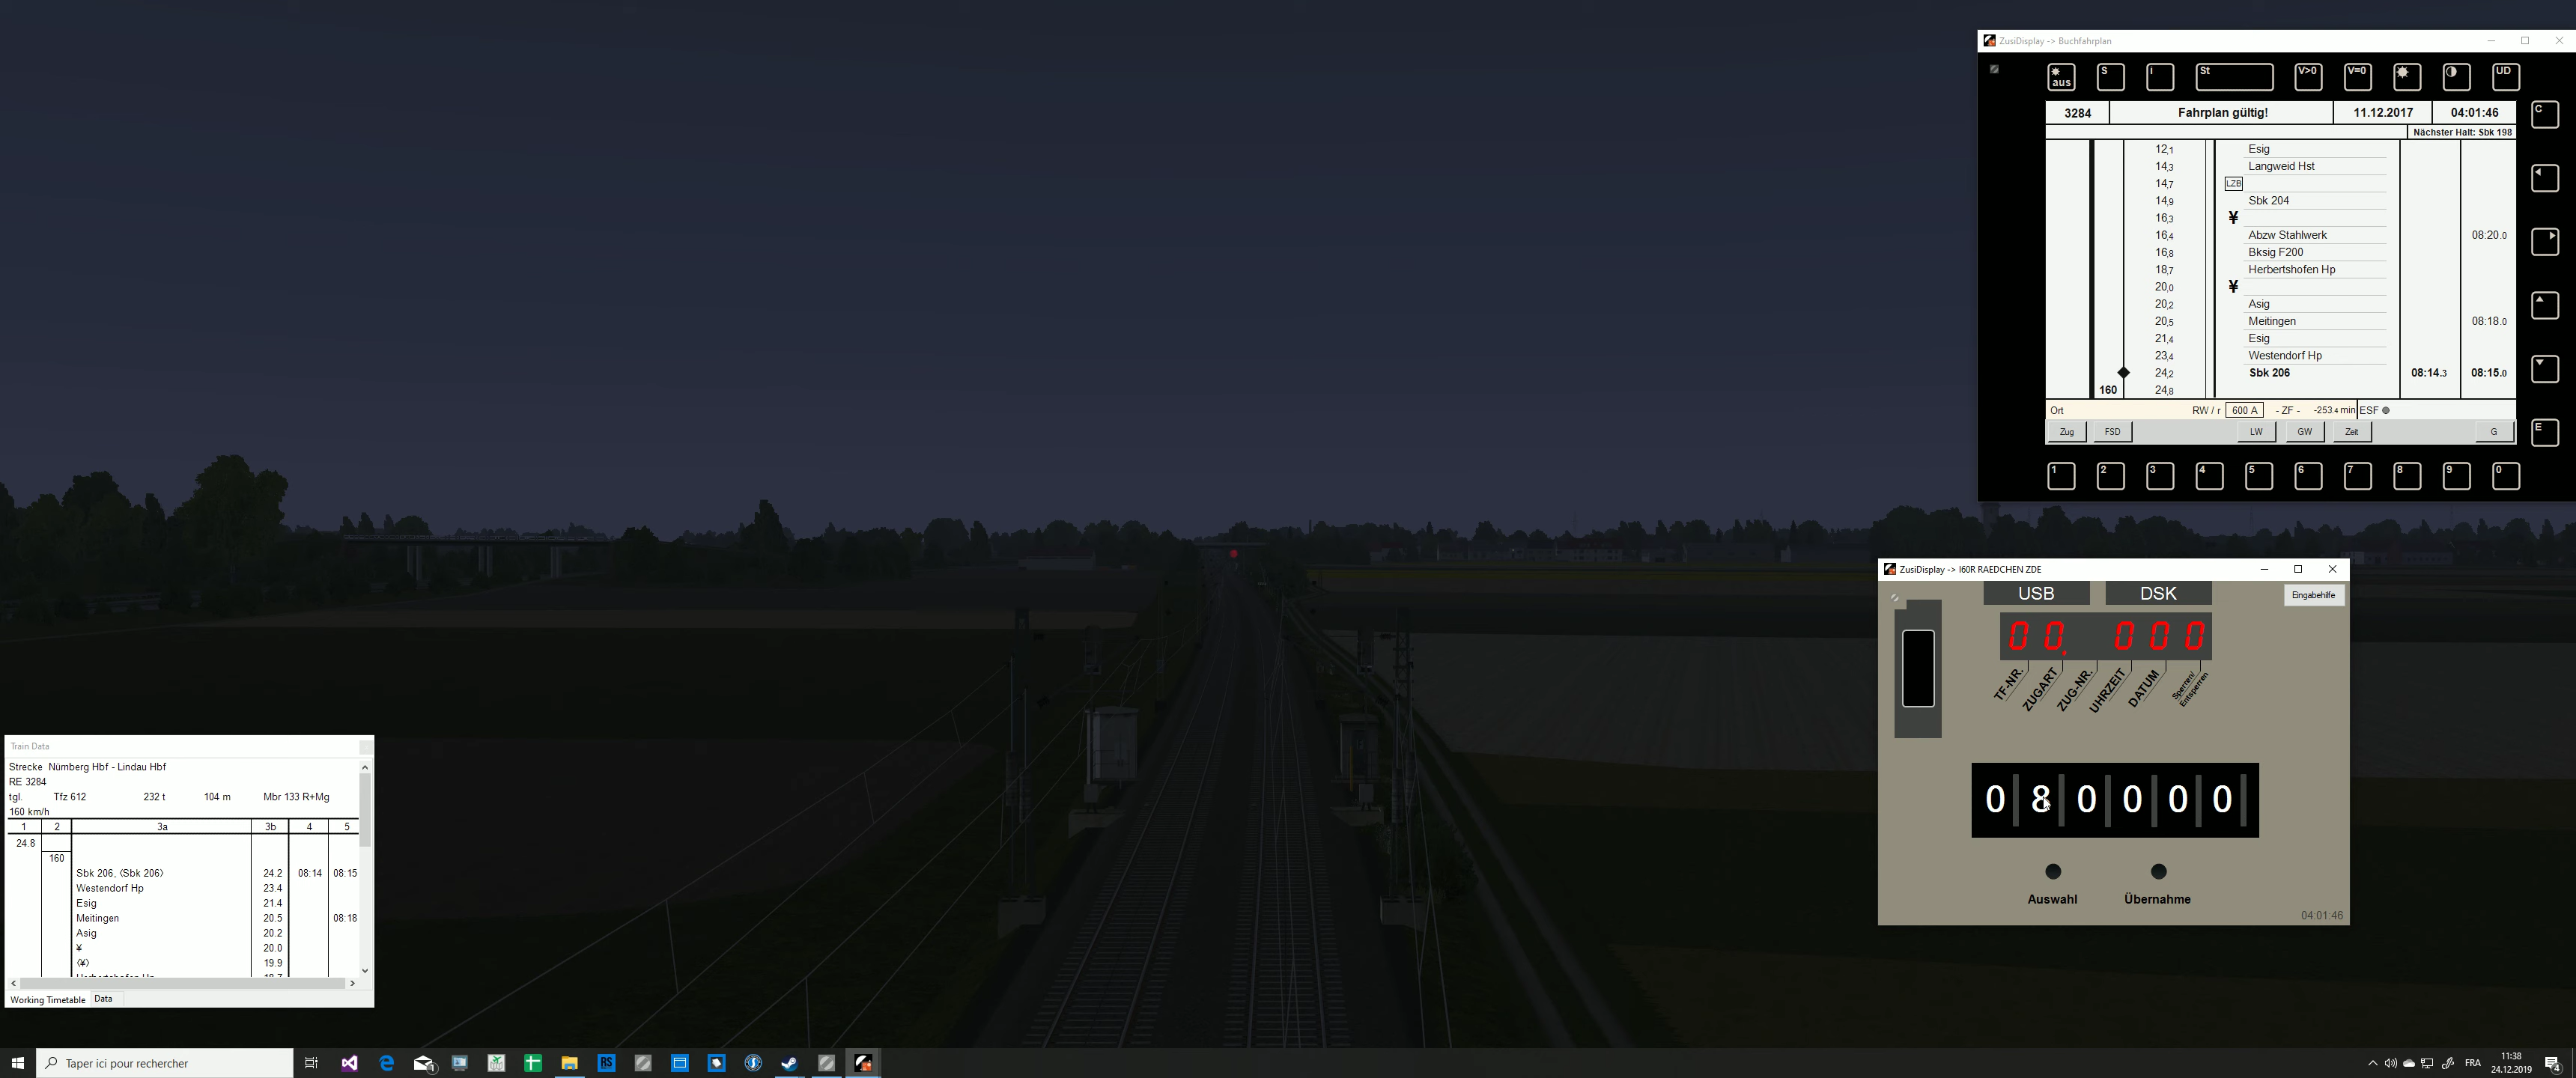 ZusiDisplay -> Buchfahrplan
aus S i St V>0 V=0 UD
C
E
3284 Fahrplan gültig! 11.12.2017 04:01:46
Nächster Halt: Sbk 198
12,1 Esig
14,3 Langweid Hst
14,7 LZB
14,9 Sbk 204
16,3 ¥
16,4 Abzw Stahlwerk 08:20.0
16,8 Bksig F200
18,7 Herbertshofen Hp
20,0 ¥
20,2 Asig
20,5 Meitingen 08:18.0
21,4 Esig
23,4 Westendorf Hp
24,2 Sbk 206 08:14.3 08:15.0
160 24,8
Ort RW / r 600 A - ZF - -253.4 min ESF
Zug FSD LW GW Zeit G
1 2 3 4 5 6 7 8 9 0
ZusiDisplay -> I60R RAEDCHEN ZDE
USB DSK
Eingabehilfe
00. 000
TF-NR. ZUGART ZUG-NR. UHRZEIT DATUM Sperren/Entsperren
0 8 0 0 0 0
Auswahl Übernahme
04:01:46
Train Data
Strecke Nürnberg Hbf - Lindau Hbf
RE 3284
tgl. Tfz 612 232 t 104 m Mbr 133 R+Mg
160 km/h
1 2 3a 3b 4 5
24.8
160
Sbk 206, (Sbk 206) 24.2 08:14 08:15
Westendorf Hp 23.4
Esig 21.4
Meitingen 20.5 08:18
Asig 20.2
¥ 20.0
(¥) 19.9
Herbertshofen Hp 18.7
Working Timetable Data
Taper ici pour rechercher
1
RS
FRA
11:38
24.12.2019
4